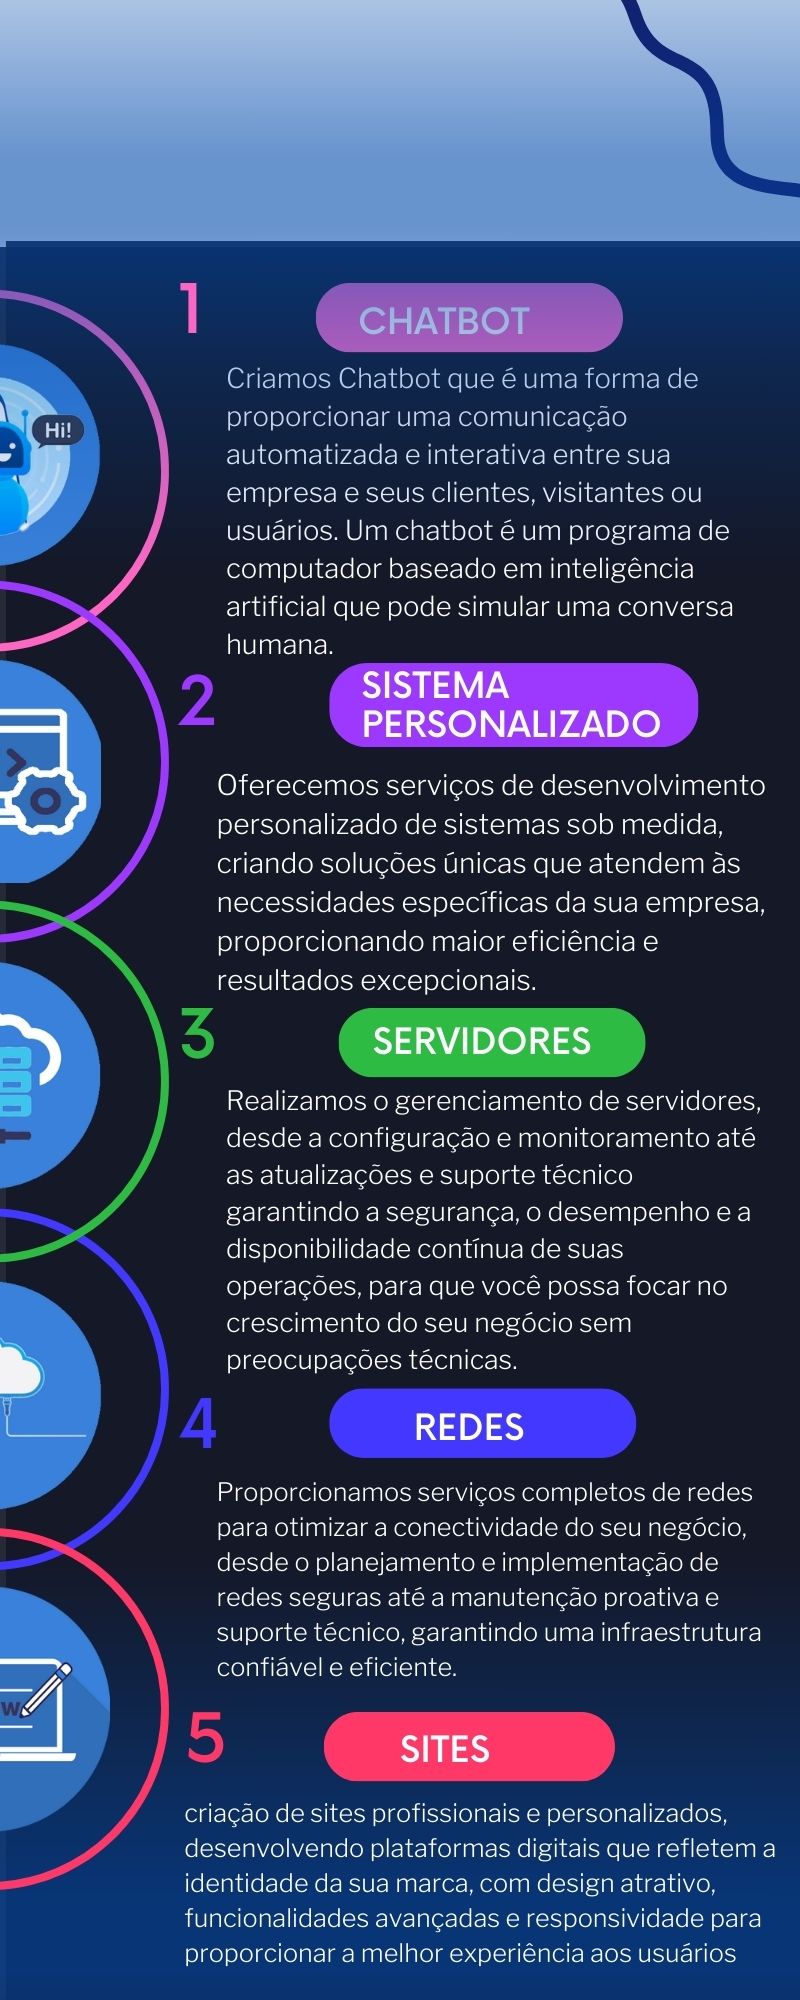 1
CHATBOT
Criamos Chatbot que é uma forma de
proporcionar uma comunicação
automatizada e interativa entre sua
empresa e seus clientes, visitantes ou
usuários. Um chatbot é um programa de
computador baseado em inteligência
artificial que pode simular uma conversa
humana.
Hi!
2
SISTEMA
PERSONALIZADO
Oferecemos serviços de desenvolvimento
personalizado de sistemas sob medida,
criando soluções únicas que atendem às
necessidades específicas da sua empresa,
proporcionando maior eficiência e
resultados excepcionais.
3
SERVIDORES
Realizamos o gerenciamento de servidores,
desde a configuração e monitoramento até
as atualizações e suporte técnico
garantindo a segurança, o desempenho e a
disponibilidade contínua de suas
operações, para que você possa focar no
crescimento do seu negócio sem
preocupações técnicas.
4
REDES
Proporcionamos serviços completos de redes
para otimizar a conectividade do seu negócio,
desde o planejamento e implementação de
redes seguras até a manutenção proativa e
suporte técnico, garantindo uma infraestrutura
confiável e eficiente.
5
SITES
criação de sites profissionais e personalizados,
desenvolvendo plataformas digitais que refletem a
identidade da sua marca, com design atrativo,
funcionalidades avançadas e responsividade para
proporcionar a melhor experiência aos usuários